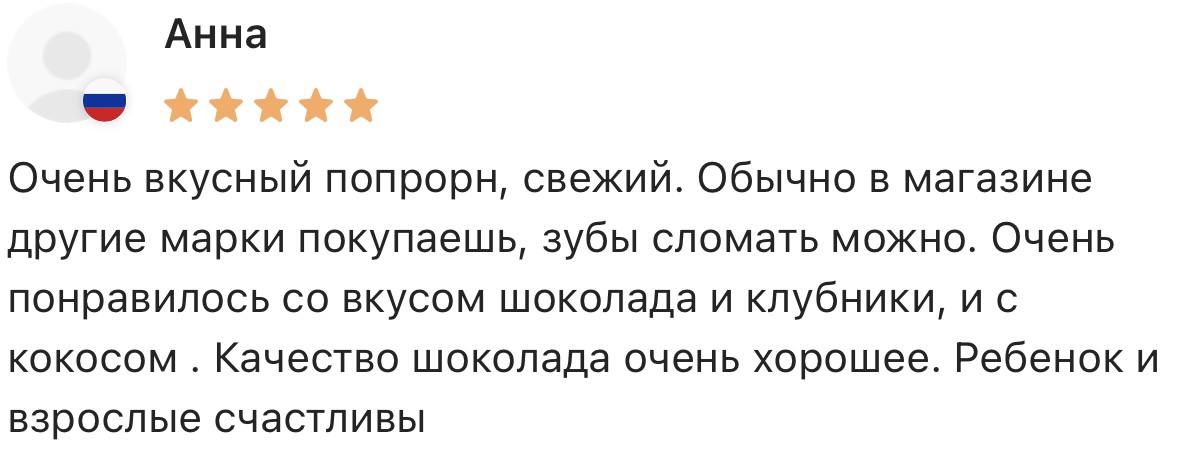 Анна
Очень вкусный попрорн, свежий. Обычно в магазине
другие марки покупаешь, зубы сломать можно. Очень
понравилось со вкусом шоколада и клубники, и с
кокосом . Качество шоколада очень хорошее. Ребенок и
взрослые счастливы